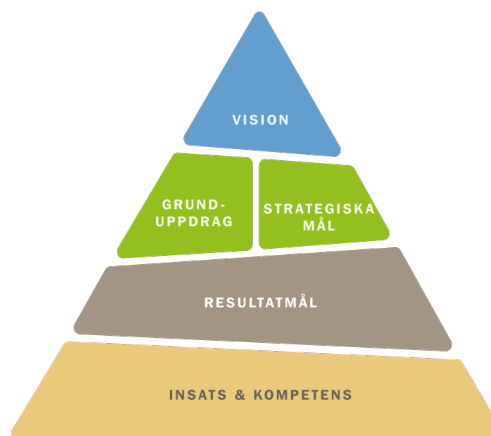 VISION
GRUND-
UPPDRAG
STRATEGISKA
MÅL
RESULTATMÅL
INSATS & KOMPETENS